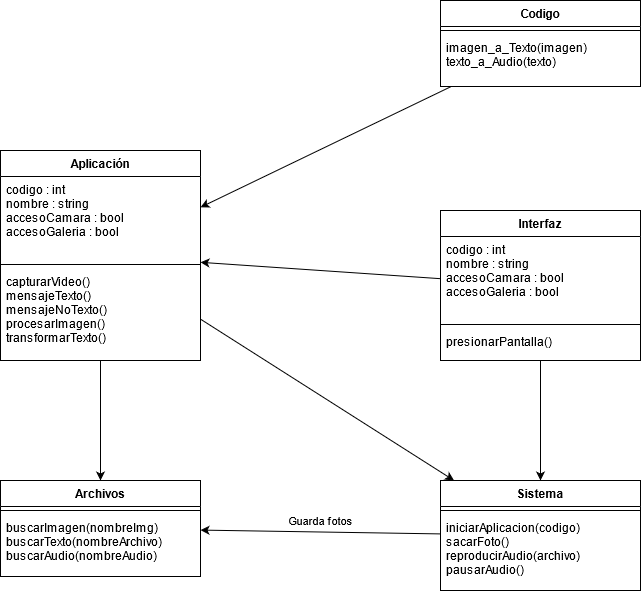 Codigo
imagen_a_Texto(imagen)
texto_a_Audio(texto)
Aplicación
codigo : int
nombre : string
accesoCamara : bool
accesoGaleria : bool
capturarVideo()
mensajeTexto()
mensajeNoTexto()
procesarImagen()
transformarTexto()
Interfaz
codigo : int
nombre : string
accesoCamara : bool
accesoGaleria : bool
presionarPantalla()
Archivos
buscarImagen(nombreImg)
buscarTexto(nombreArchivo)
buscarAudio(nombreAudio)
Guarda fotos
Sistema
iniciarAplicacion(codigo)
sacarFoto()
reproducirAudio(archivo)
pausarAudio()